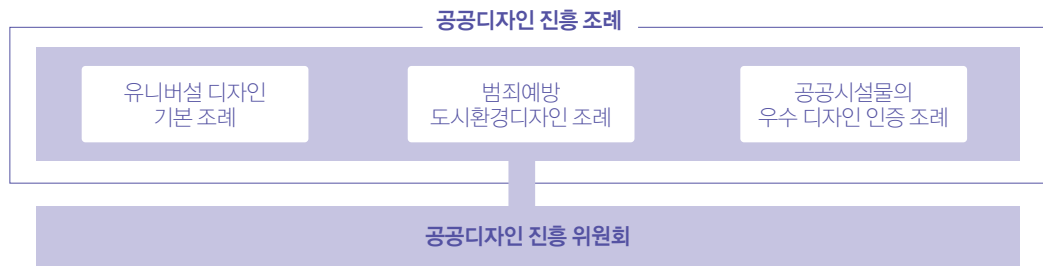 공공디자인 진흥 조례
유니버설 디자인
기본 조례
범죄예방
도시환경디자인 조례
공공시설물의
우수 디자인 인증 조례
공공디자인 진흥 위원회